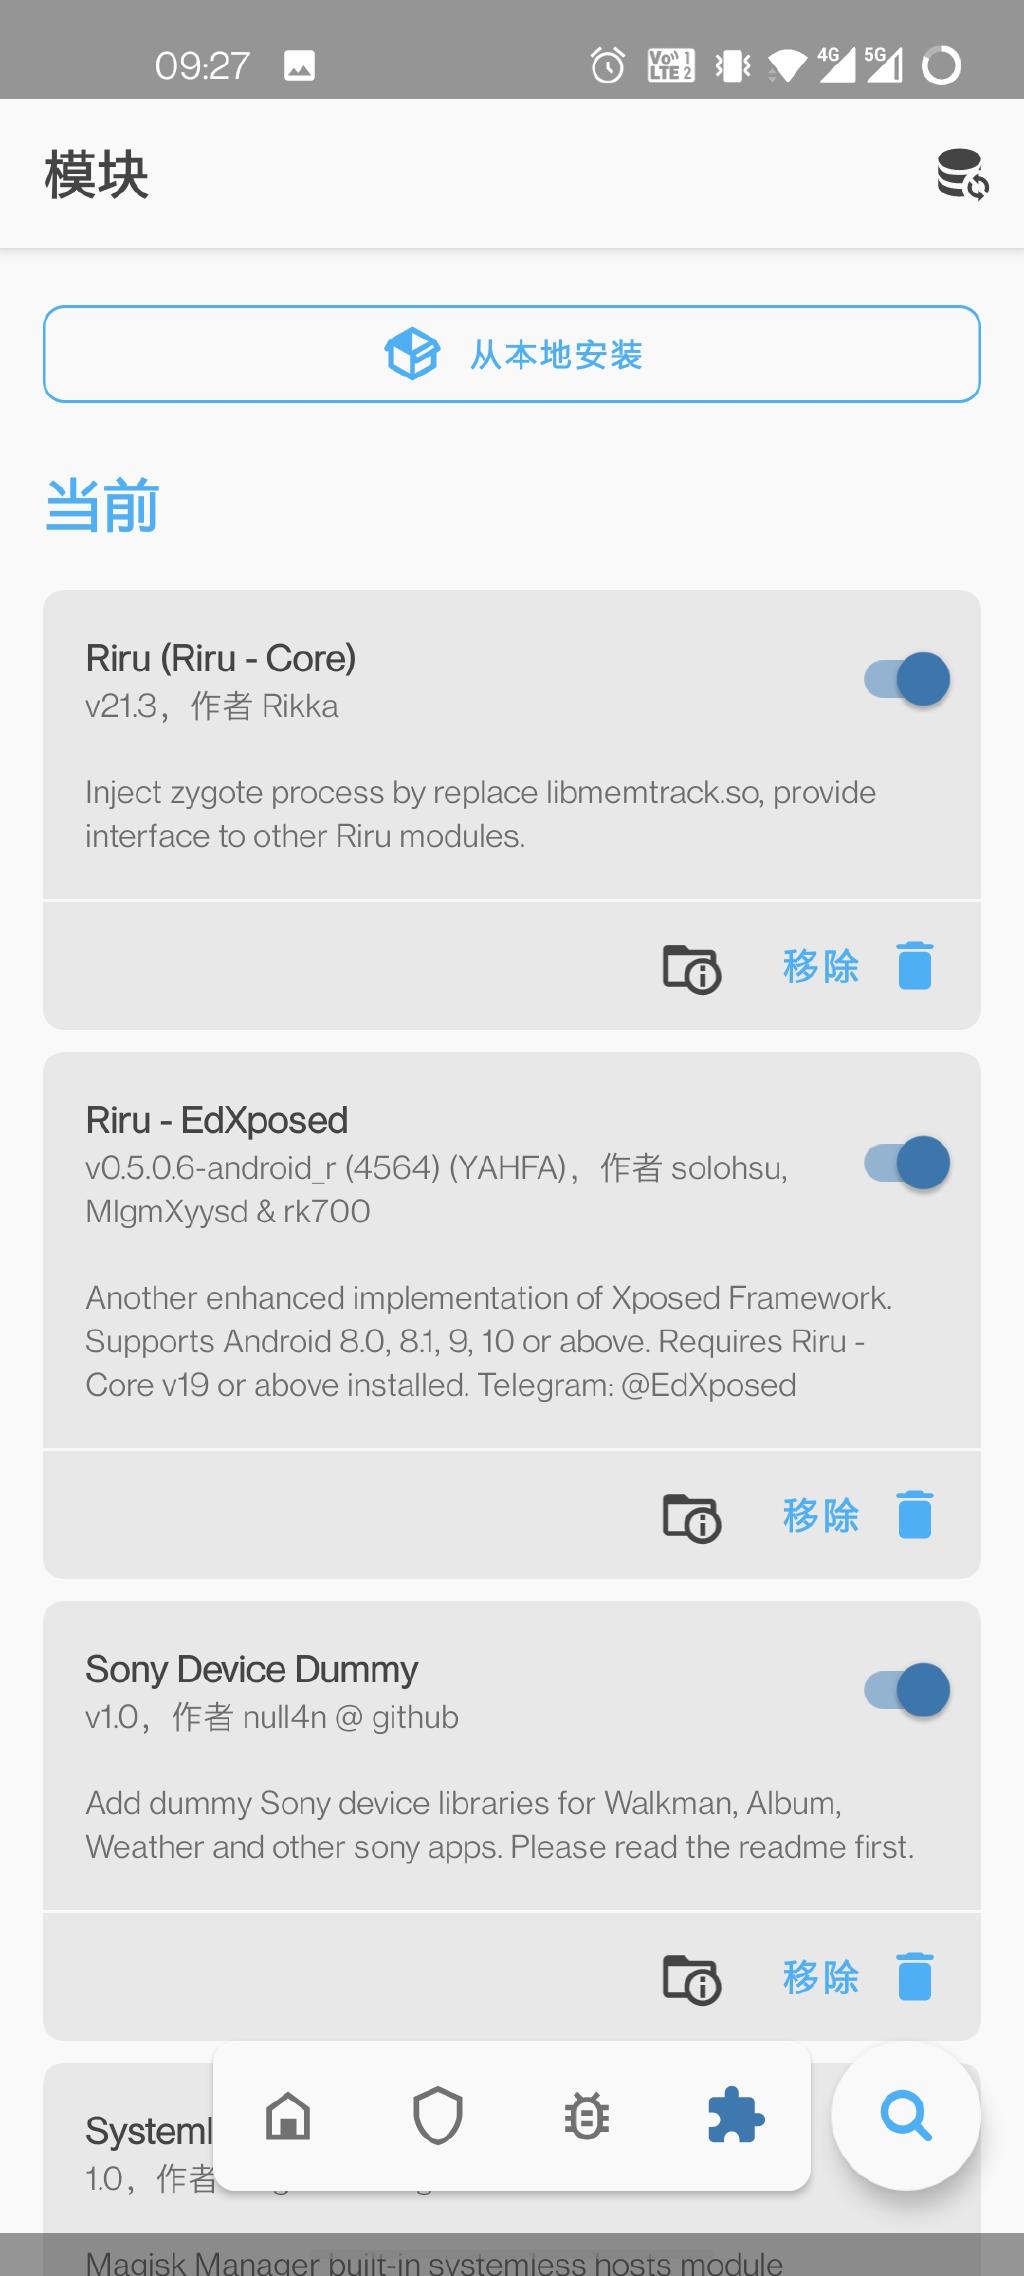 09:27
Vo)) 1
LTE 2
4G
5G
模块
从本地安装
当前
Riru (Riru - Core)
v21.3，作者 Rikka
Inject zygote process by replace libmemtrack.so, provide
interface to other Riru modules.
移除
Riru - EdXposed
v0.5.0.6-android_r (4564) (YAHFA)，作者 solohsu,
MlgmXyysd & rk700
Another enhanced implementation of Xposed Framework.
Supports Android 8.0, 8.1, 9, 10 or above. Requires Riru -
Core v19 or above installed. Telegram: @EdXposed
移除
Sony Device Dummy
v1.0，作者 null4n @ github
Add dummy Sony device libraries for Walkman, Album,
Weather and other sony apps. Please read the readme first.
移除
Systeml
1.0，作者
Magisk Manager built-in systemless hosts module